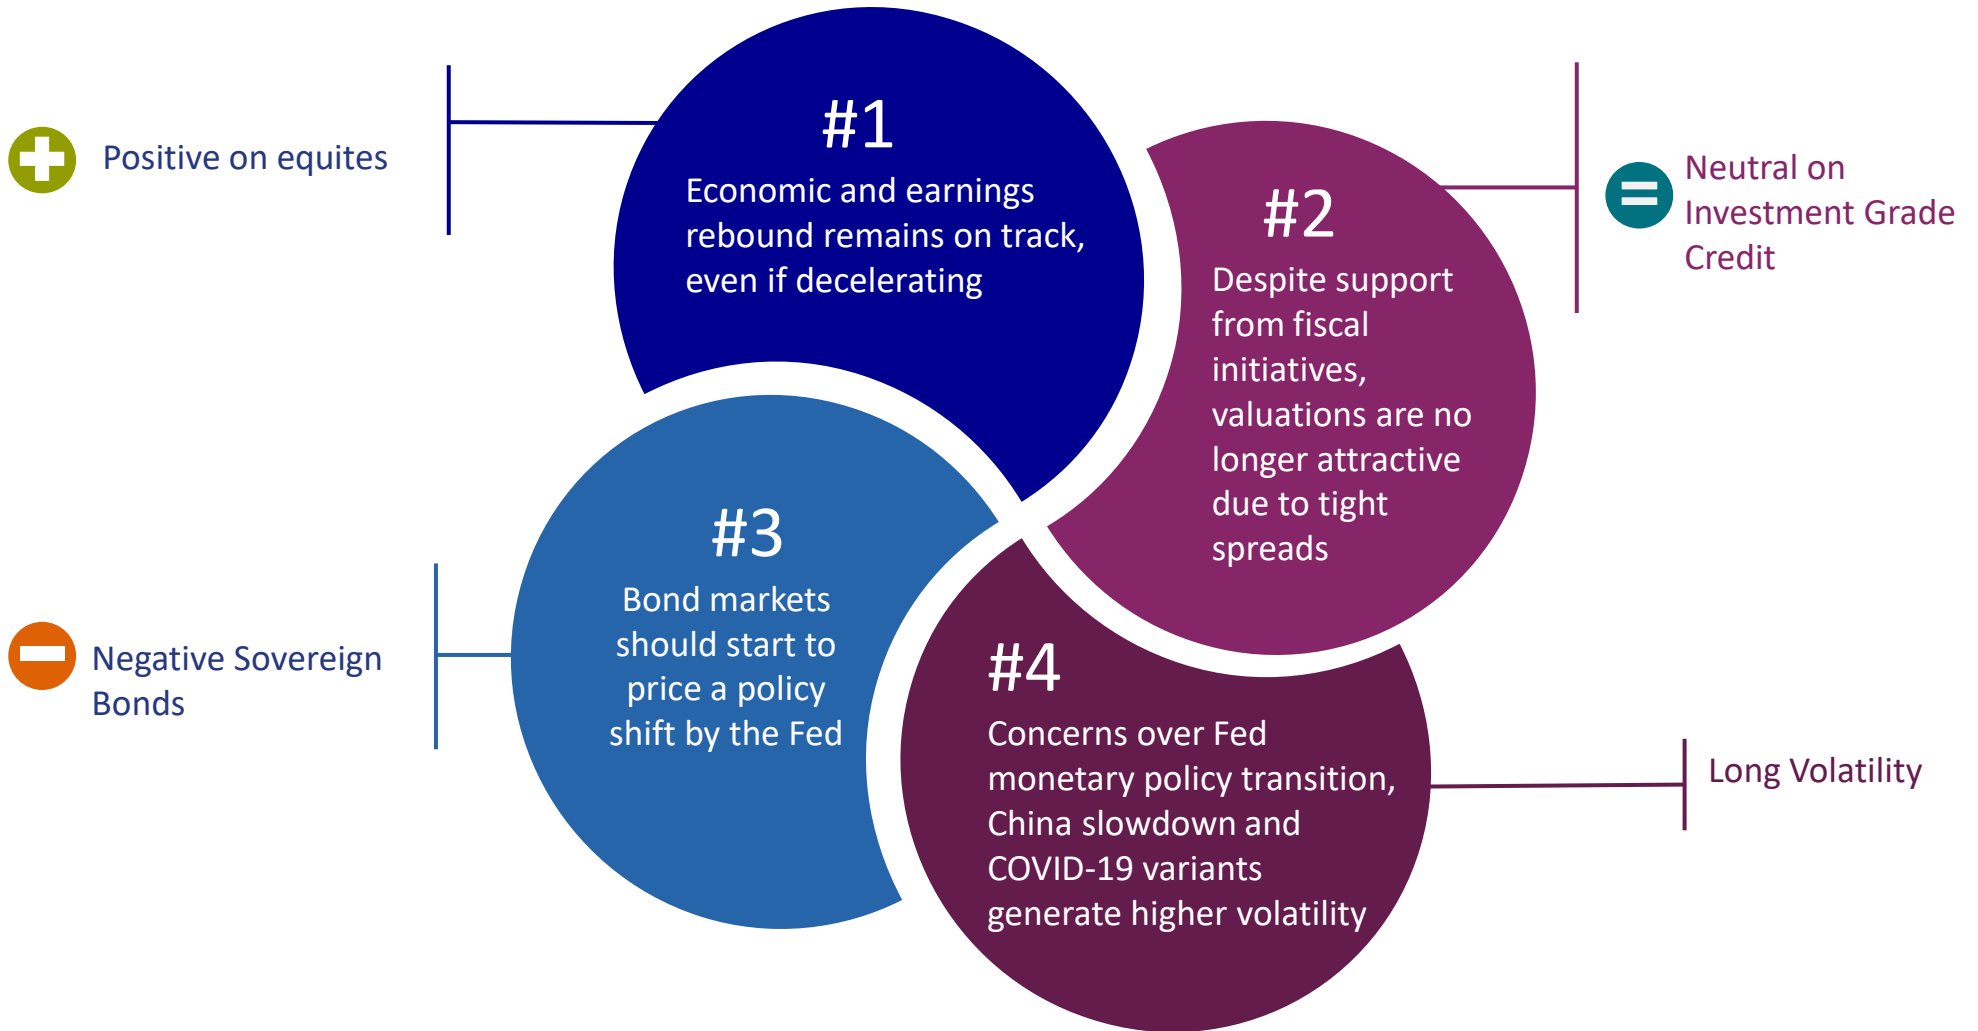 Positive on equites
#1
Economic and earnings
rebound remains on track,
even if decelerating
#2
Despite support
from fiscal
initiatives,
valuations are no
longer attractive
due to tight
spreads
Neutral on
Investment Grade
Credit
Negative Sovereign
Bonds
#3
Bond markets
should start to
price a policy
shift by the Fed
#4
Concerns over Fed
monetary policy transition,
China slowdown and
COVID-19 variants
generate higher volatility
Long Volatility